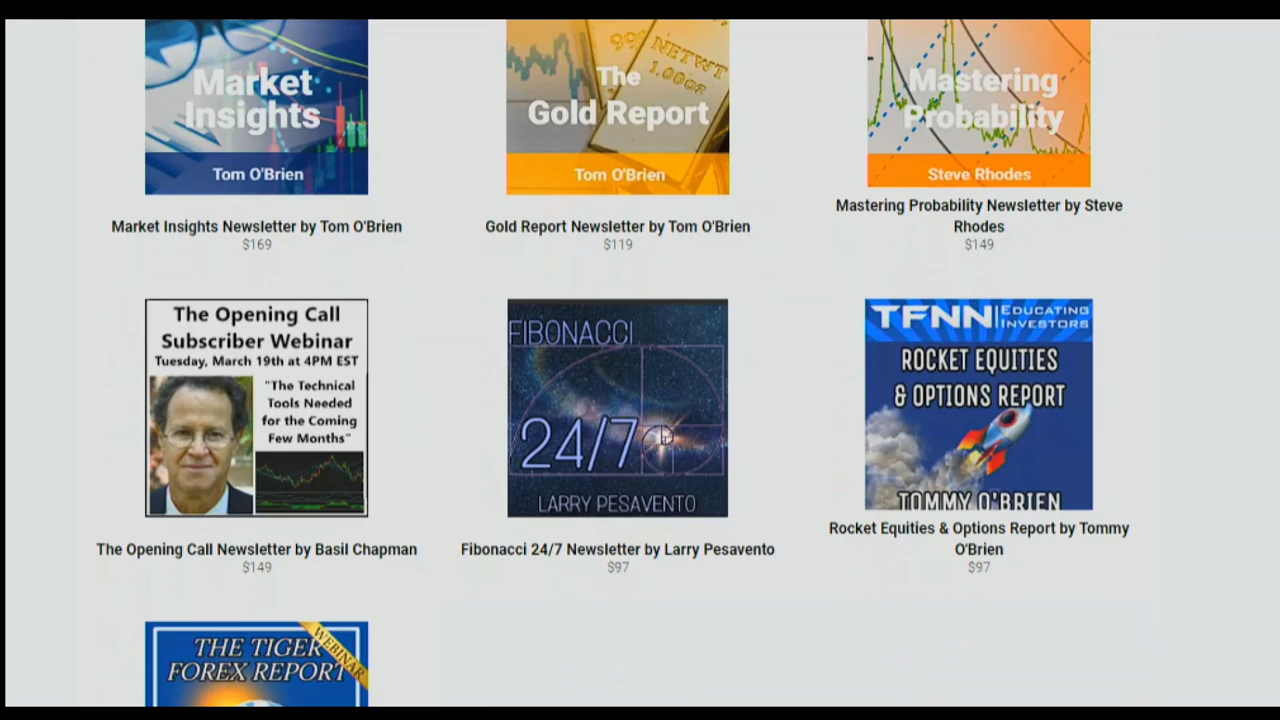 Market
Insights
Tom O'Brien
Market Insights Newsletter by Tom O'Brien
$169
99
NETWT
1.00oz
The
Gold Report
Tom O'Brien
Gold Report Newsletter by Tom O'Brien
$119
Mastering
Probability
Steve Rhodes
Mastering Probability Newsletter by Steve
Rhodes
$149
The Opening Call
Subscriber Webinar
Tuesday, March 19th at 4PM EST
"The Technical
Tools Needed
for the Coming
Few Months"
The Opening Call Newsletter by Basil Chapman
$149
FIBONACCI
24/7
LARRY PESAVENTO
Fibonacci 24/7 Newsletter by Larry Pesavento
$97
TFNN EDUCATING
INVESTORS
ROCKET EQUITIES
& OPTIONS REPORT
TOMMY O'BRIEN
Rocket Equities & Options Report by Tommy
O'Brien
$97
THE TIGER
FOREX REPORT
WEBINAR